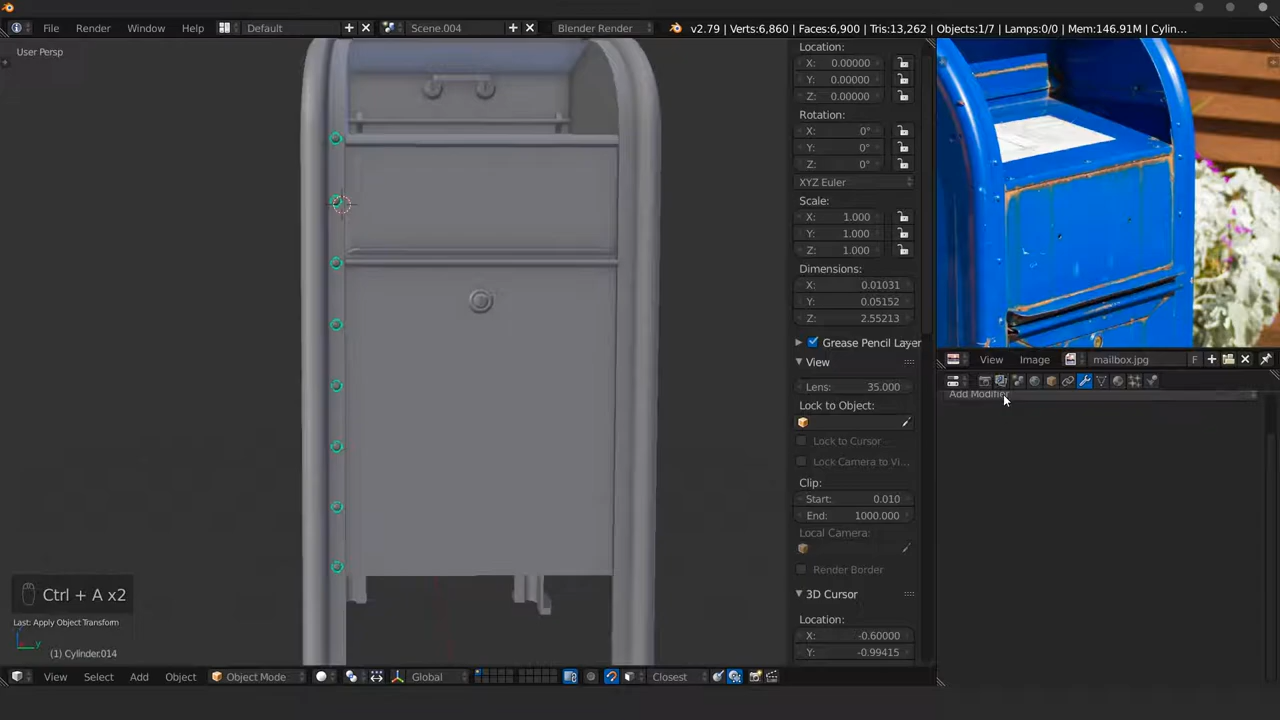 File Render Window Help Default Scene.004 Blender Render v2.79 | Verts:6,860 | Faces:6,900 | Tris:13,262 | Objects:1/7 | Lamps:0/0 | Mem:146.91M | Cylin...
User Persp
Location:
X: 0.00000
Y: 0.00000
Z: 0.00000
Rotation:
X: 0°
Y: 0°
Z: 0°
XYZ Euler
Scale:
X: 1.000
Y: 1.000
Z: 1.000
Dimensions:
X: 0.01031
Y: 0.05152
Z: 2.55213
Grease Pencil Layer
View
Lens: 35.000
Lock to Object:
Lock to Cursor
Lock Camera to Vi...
Clip:
Start: 0.010
End: 1000.000
Local Camera:
Render Border
3D Cursor
Location:
X: -0.60000
Y: -0.99415
View Image mailbox.jpg F
Add Modifier
Ctrl + A x2
Last: Apply Object Transform
z
y
(1) Cylinder.014
View Select Add Object Object Mode Global Closest